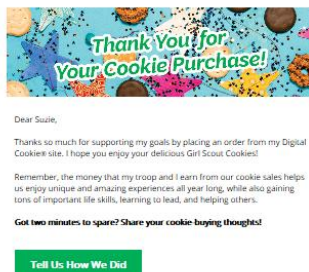 Thank You for
Your Cookie Purchase!
Dear Suzie,
Thanks so much for supporting my goals by placing an order from my Digital
Cookie® site. I hope you enjoy your delicious Girl Scout Cookies!
Remember, the money that my troop and I earn from our cookie sales helps
us enjoy unique and amazing experiences all year long, while also gaining
tons of important life skills, learning to lead, and helping others.
Got two minutes to spare? Share your cookie-buying thoughts!
Tell Us How We Did